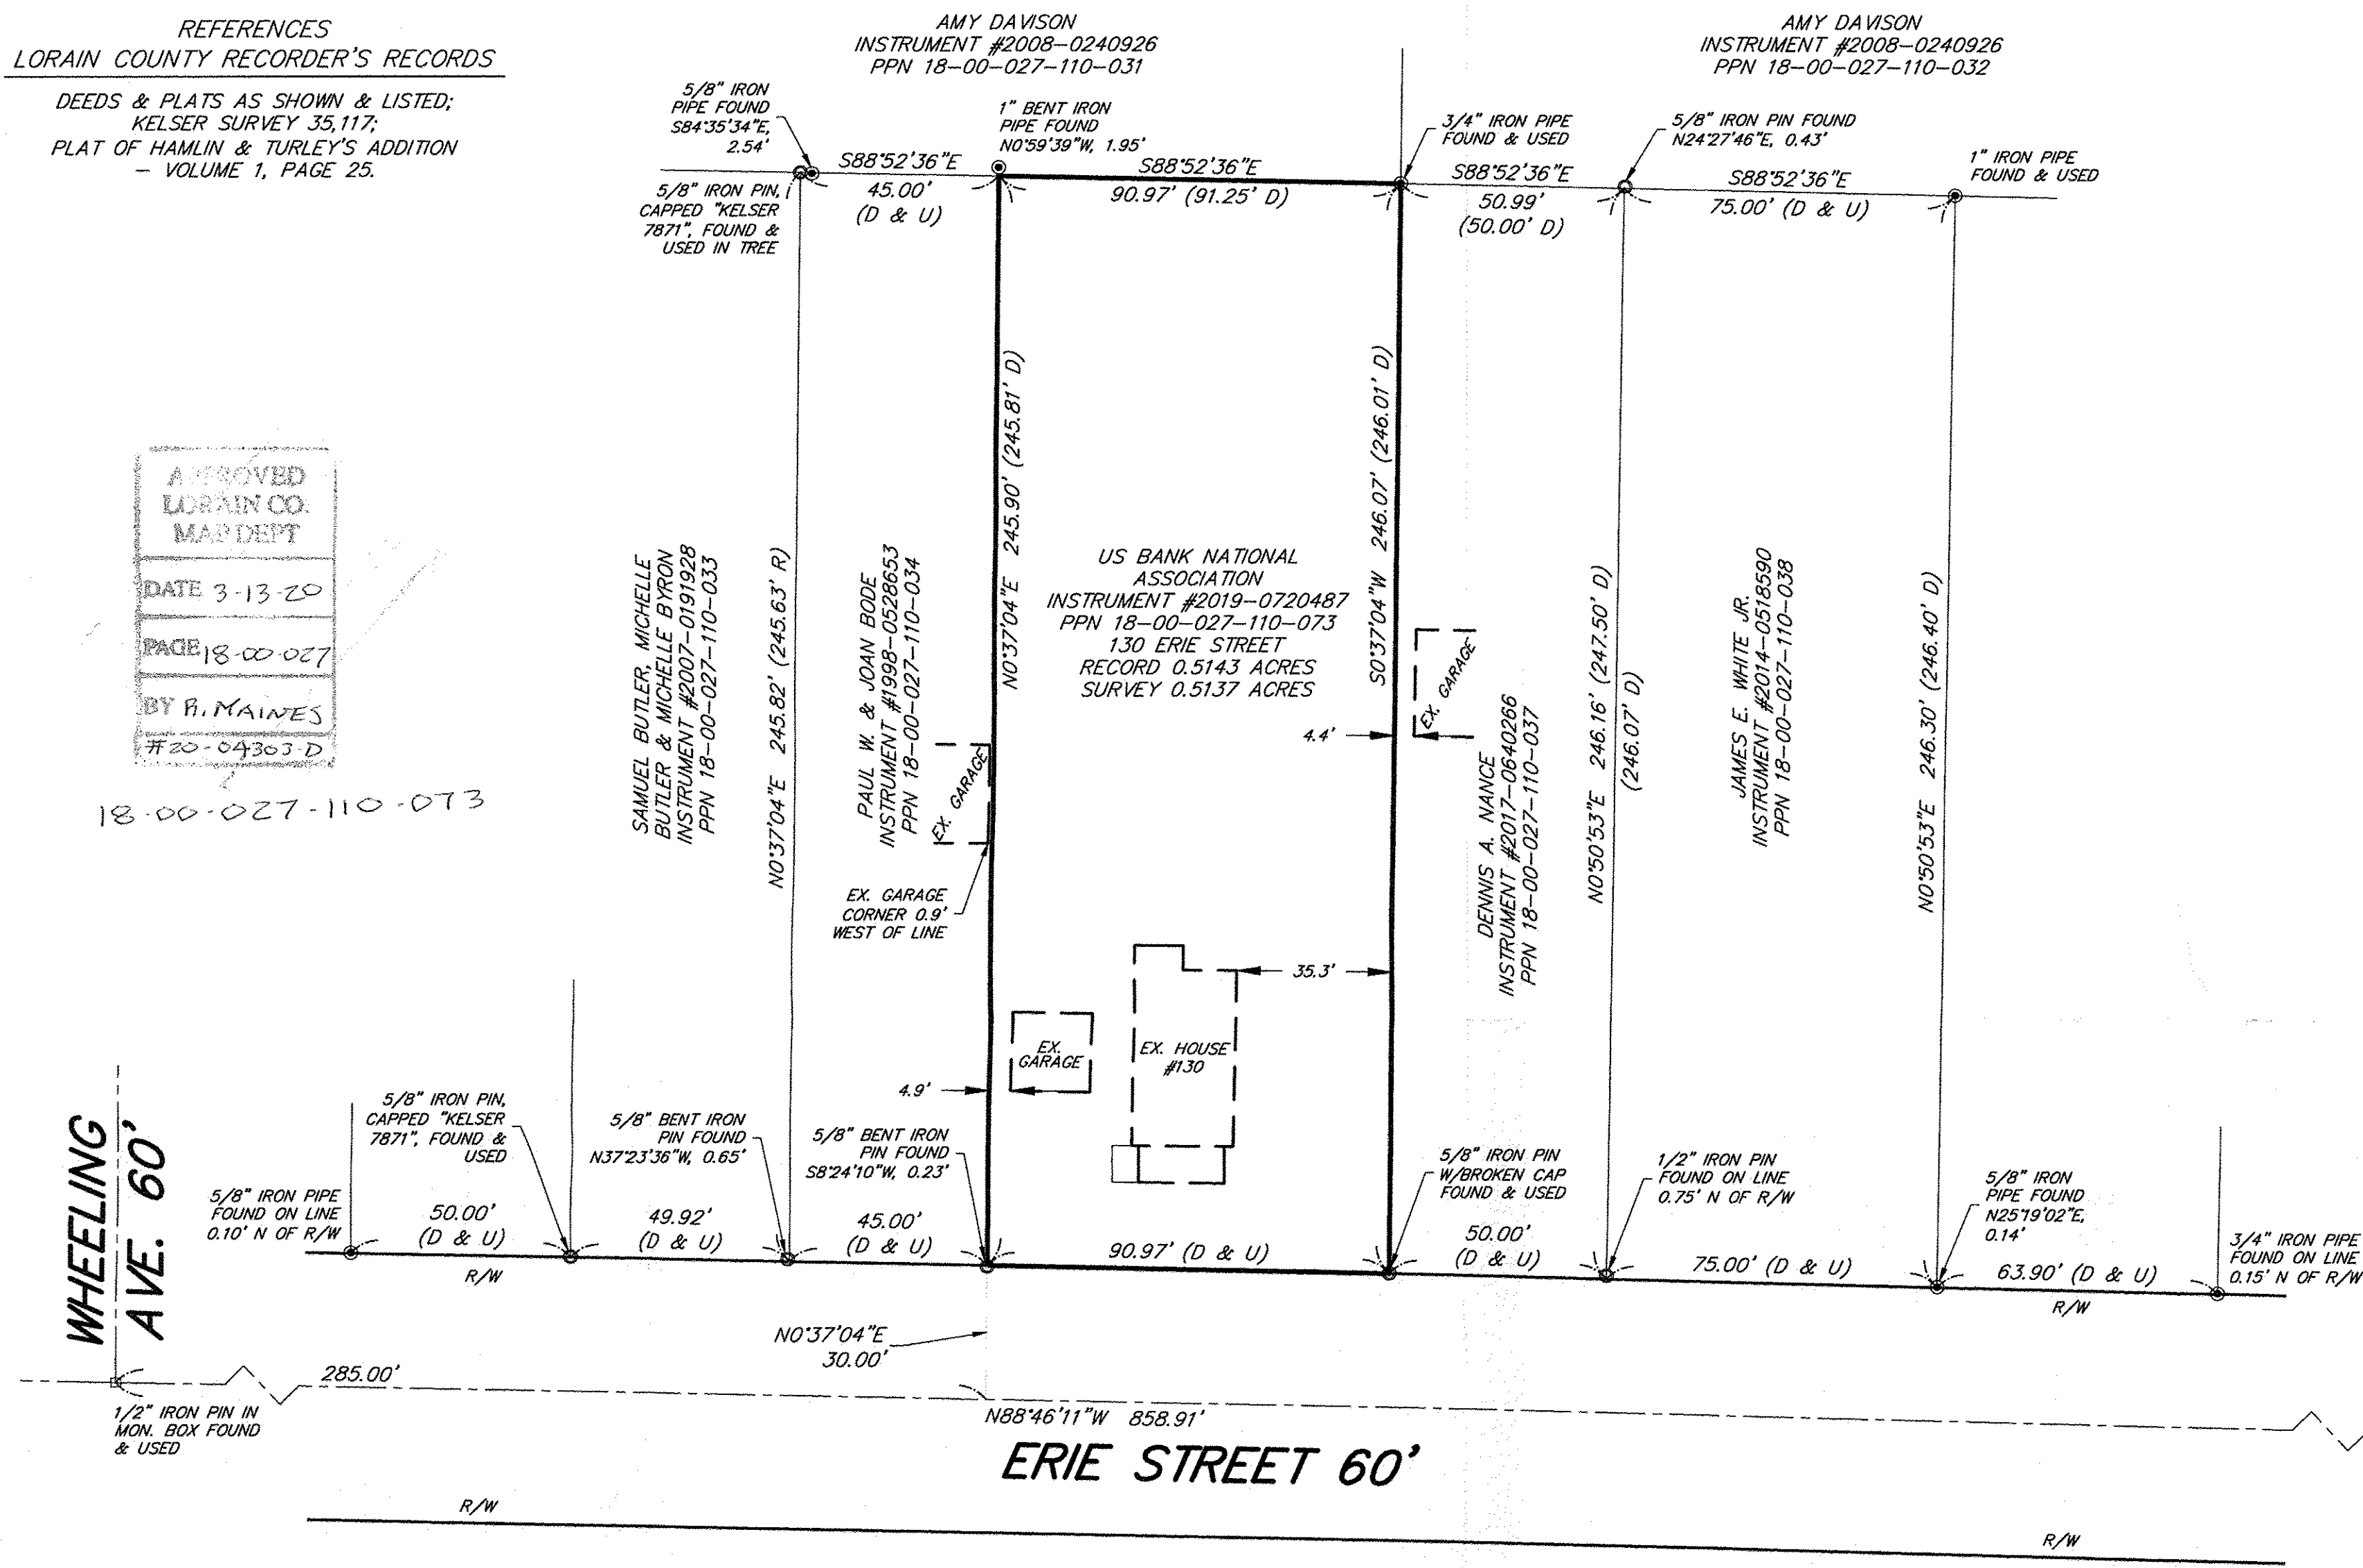 REFERENCES
LORAIN COUNTY RECORDER'S RECORDS
DEEDS & PLATS AS SHOWN & LISTED;
KELSER SURVEY 35,117;
PLAT OF HAMLIN & TURLEY'S ADDITION
– VOLUME 1, PAGE 25.
AMY DAVISON
INSTRUMENT #2008–0240926
PPN 18–00–027–110–031
AMY DAVISON
INSTRUMENT #2008–0240926
PPN 18–00–027–110–032
5/8" IRON
PIPE FOUND
S84°35'34"E,
2.54'
1" BENT IRON
PIPE FOUND
N0°59'39"W, 1.95'
3/4" IRON PIPE
FOUND & USED
5/8" IRON PIN FOUND
N24°27'46"E, 0.43'
1" IRON PIPE
FOUND & USED
5/8" IRON PIN,
CAPPED "KELSER
7871", FOUND &
USED IN TREE
S88°52'36"E
45.00'
(D & U)
S88°52'36"E
90.97' (91.25' D)
S88°52'36"E
50.99'
(50.00' D)
S88°52'36"E
75.00' (D & U)
APPROVED
LORAIN CO.
MAP DEPT
DATE 3-13-20
PAGE 18-00-027
BY R. MAINES
#20-04303-D
18-00-027-110-073
SAMUEL BUTLER, MICHELLE
BUTLER & MICHELLE BYRON
INSTRUMENT #2007–0191928
PPN 18–00–027–110–033
N0°37'04"E 245.82' (245.63' R)
PAUL W. & JOAN BODE
INSTRUMENT #1998–0528653
PPN 18–00–027–110–034
N0°37'04"E 245.90' (245.81' D)
US BANK NATIONAL
ASSOCIATION
INSTRUMENT #2019–0720487
PPN 18–00–027–110–073
130 ERIE STREET
RECORD 0.5143 ACRES
SURVEY 0.5137 ACRES
S0°37'04"W 246.07' (246.01' D)
EX. GARAGE
4.4'
DENNIS A. NANCE
INSTRUMENT #2017–0640266
PPN 18–00–027–110–037
N0°50'53"E 246.16' (247.50' D)
(246.07' D)
JAMES E. WHITE JR.
INSTRUMENT #2014–0518590
PPN 18–00–027–110–038
N0°50'53"E 246.30' (246.40' D)
EX. GARAGE
EX. GARAGE
CORNER 0.9'
WEST OF LINE
35.3'
EX.
GARAGE
EX. HOUSE
#130
4.9'
WHEELING
AVE. 60'
5/8" IRON PIPE
FOUND ON LINE
0.10' N OF R/W
5/8" IRON PIN,
CAPPED "KELSER
7871", FOUND &
USED
5/8" BENT IRON
PIN FOUND
N37°23'36"W, 0.65'
5/8" BENT IRON
PIN FOUND
S8°24'10"W, 0.23'
5/8" IRON PIN
W/BROKEN CAP
FOUND & USED
1/2" IRON PIN
FOUND ON LINE
0.75' N OF R/W
5/8" IRON
PIPE FOUND
N25°19'02"E,
0.14'
3/4" IRON PIPE
FOUND ON LINE
0.15' N OF R/W
50.00'
(D & U)
49.92'
(D & U)
45.00'
(D & U)
90.97' (D & U)
50.00'
(D & U)
75.00' (D & U)
63.90' (D & U)
R/W
R/W
N0°37'04"E
30.00'
285.00'
1/2" IRON PIN IN
MON. BOX FOUND
& USED
N88°46'11"W 858.91'
ERIE STREET 60'
R/W
R/W